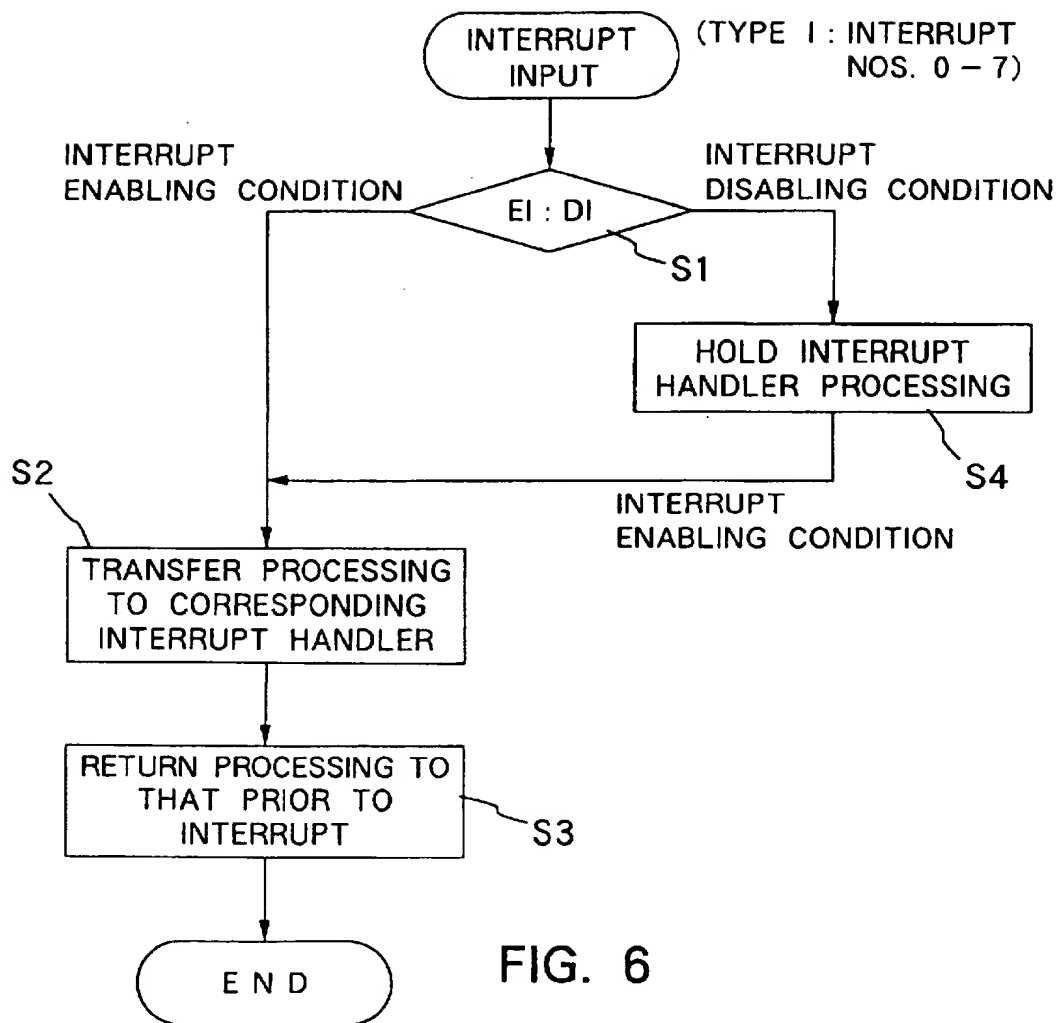 INTERRUPT
INPUT
(TYPE I : INTERRUPT
NOS. 0 – 7)
INTERRUPT
ENABLING CONDITION
INTERRUPT
DISABLING CONDITION
EI : DI
S1
HOLD INTERRUPT
HANDLER PROCESSING
S4
INTERRUPT
ENABLING CONDITION
S2
TRANSFER PROCESSING
TO CORRESPONDING
INTERRUPT HANDLER
RETURN PROCESSING TO
THAT PRIOR TO
INTERRUPT
S3
END
FIG. 6